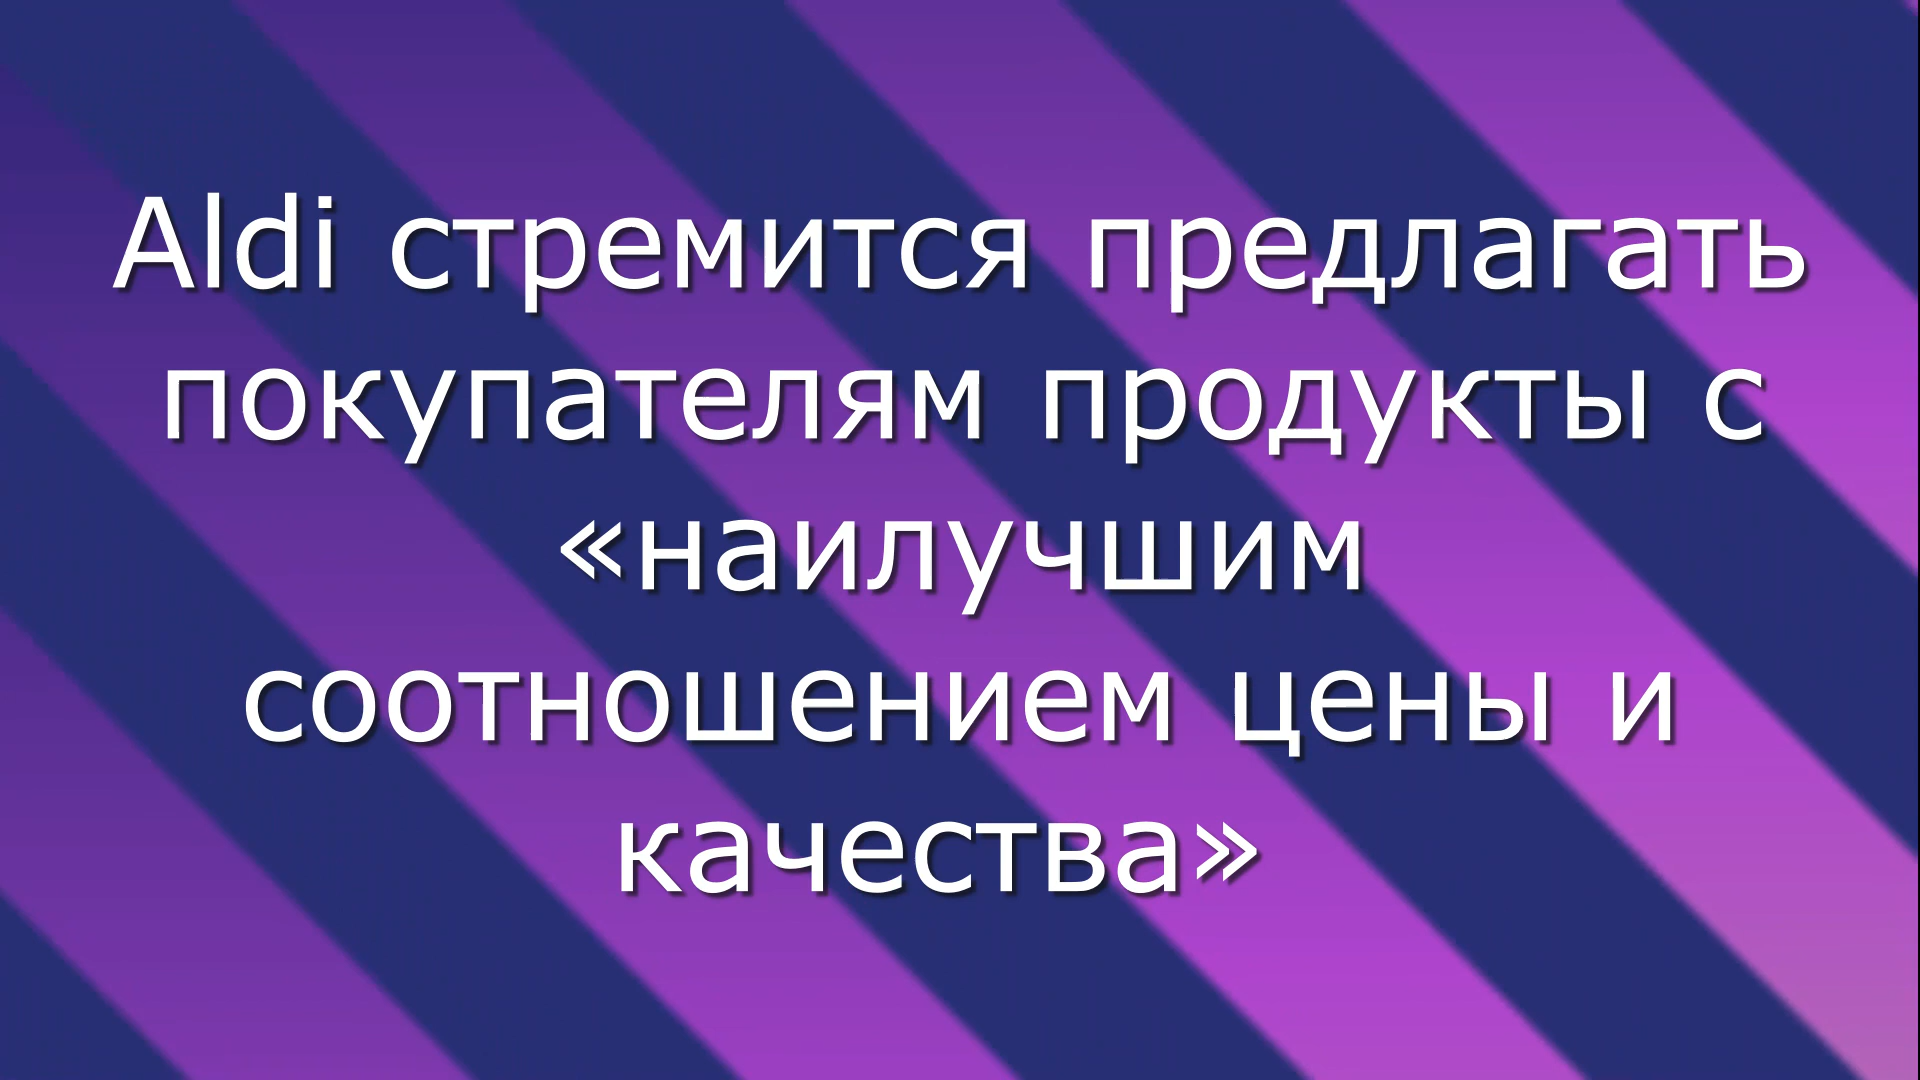 Aldi стремится предлагать
покупателям продукты с
«наилучшим
соотношением цены и
качества»